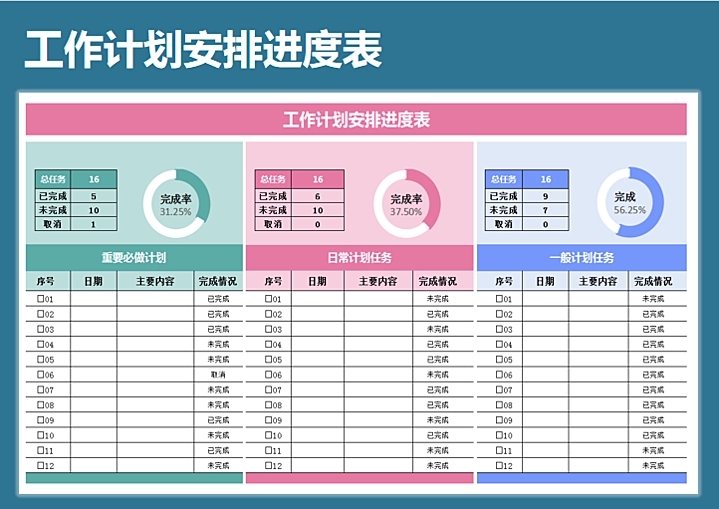 工作计划安排进度表
工作计划安排进度表
总任务 16
已完成 5
未完成 10
取消 1
完成率
31.25%
总任务 16
已完成 6
未完成 10
取消 0
完成率
37.50%
总任务 16
已完成 9
未完成 7
取消 0
完成
56.25%
重要必做计划
序号 日期 主要内容 完成情况
01 已完成
02 已完成
03 已完成
04 未完成
05 未完成
06 取消
07 未完成
08 未完成
09 已完成
10 未完成
11 已完成
12 未完成
日常计划任务
序号 日期 主要内容 完成情况
01 未完成
02 已完成
03 未完成
04 已完成
05 已完成
06 未完成
07 已完成
08 已完成
09 已完成
10 已完成
11 未完成
12 未完成
一般计划任务
序号 日期 主要内容 完成情况
01 未完成
02 已完成
03 已完成
04 已完成
05 已完成
06 已完成
07 已完成
08 已完成
09 已完成
10 已完成
11 未完成
12 未完成